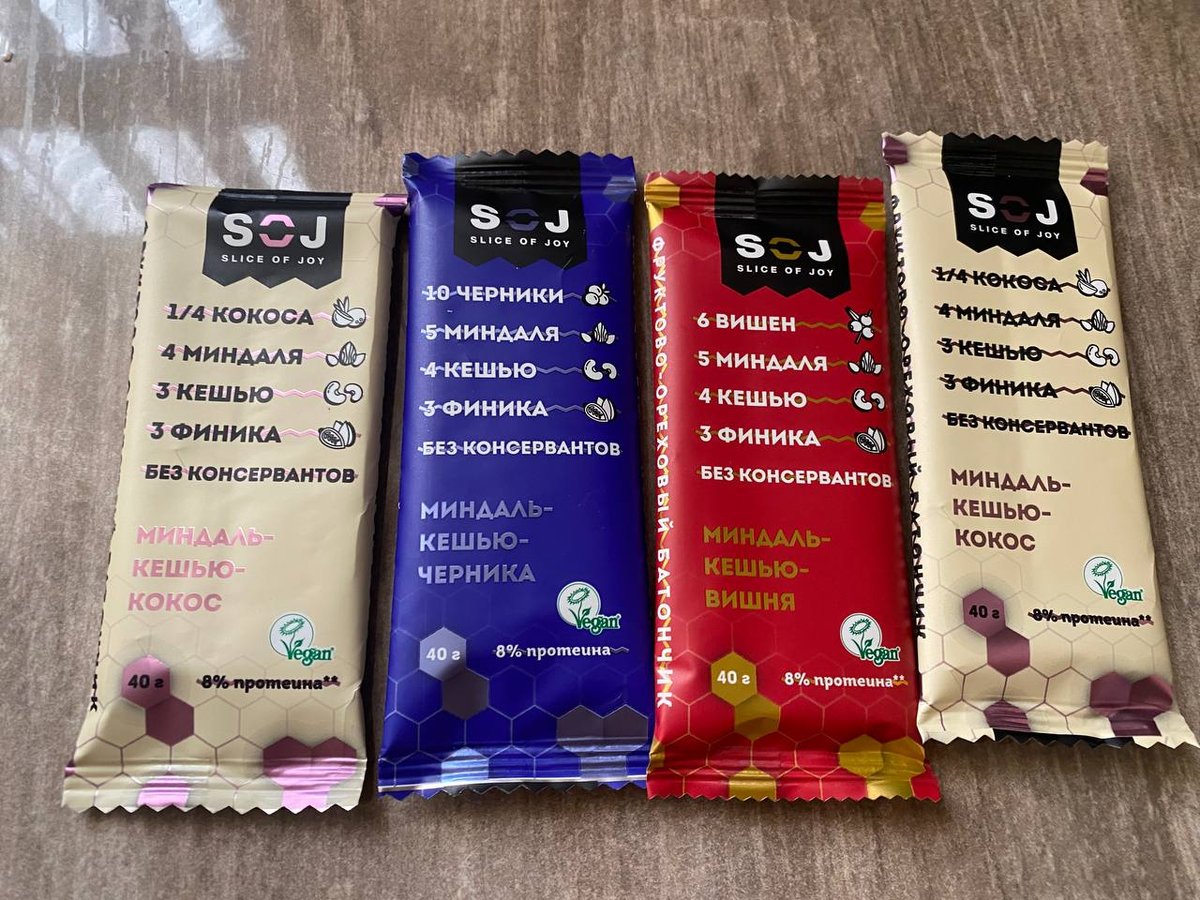 SOJ
SLICE OF JOY
1/4 КОКОСА
4 МИНДАЛЯ
3 КЕШЬЮ
3 ФИНИКА
БЕЗ КОНСЕРВАНТОВ
МИНДАЛЬ-
КЕШЬЮ-
КОКОС
Vegan
40 г
8% протеина**
SOJ
SLICE OF JOY
10 ЧЕРНИКИ
5 МИНДАЛЯ
4 КЕШЬЮ
3 ФИНИКА
БЕЗ КОНСЕРВАНТОВ
МИНДАЛЬ-
КЕШЬЮ-
ЧЕРНИКА
Vegan
40 г
8% протеина
ФРУКТОВО-ОРЕХОВЫЙ БАТОНЧИК
SOJ
SLICE OF JOY
6 ВИШЕН
5 МИНДАЛЯ
4 КЕШЬЮ
3 ФИНИКА
БЕЗ КОНСЕРВАНТОВ
МИНДАЛЬ-
КЕШЬЮ-
ВИШНЯ
Vegan
40 г
8% протеина**
SOJ
SLICE OF JOY
1/4 КОКОСА
4 МИНДАЛЯ
3 КЕШЬЮ
3 ФИНИКА
БЕЗ КОНСЕРВАНТОВ
МИНДАЛЬ-
КЕШЬЮ-
КОКОС
Vegan
40 г
8% протеина**